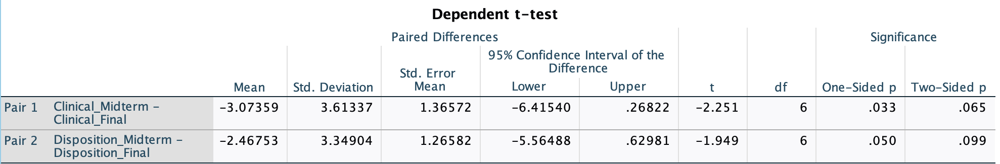 Dependent t-test
Paired Differences
Significance
95% Confidence Interval of the
Difference
Std. Error
Mean
Mean Std. Deviation Lower Upper t df One-Sided p Two-Sided p
Pair 1 Clinical_Midterm - -3.07359 3.61337 1.36572 -6.41540 .26822 -2.251 6 .033 .065
Clinical_Final
Pair 2 Disposition_Midterm - -2.46753 3.34904 1.26582 -5.56488 .62981 -1.949 6 .050 .099
Disposition_Final